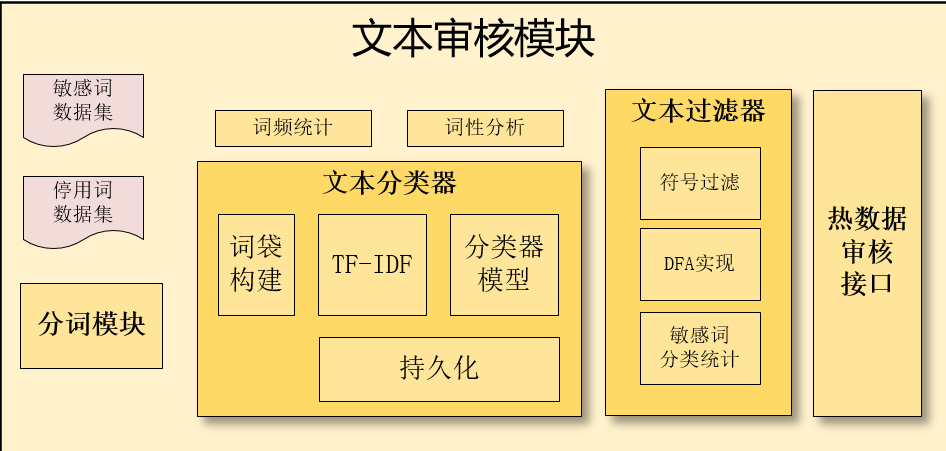 文本审核模块
敏感词
数据集
停用词
数据集
分词模块
词频统计
词性分析
文本分类器
词袋
构建
TF-IDF
分类器
模型
持久化
文本过滤器
符号过滤
DFA实现
敏感词
分类统计
热数据
审核
接口